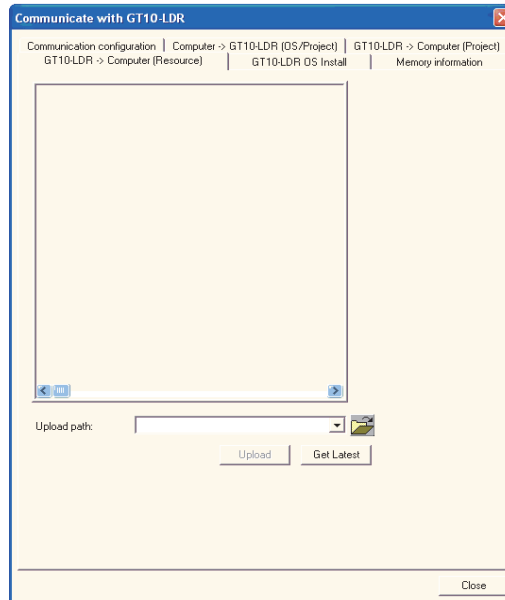 Communicate with GT10-LDR
Communication configuration Computer -> GT10-LDR (OS/Project) GT10-LDR -> Computer (Project)
GT10-LDR -> Computer (Resource) GT10-LDR OS Install Memory information
Upload path:
Upload Get Latest
Close